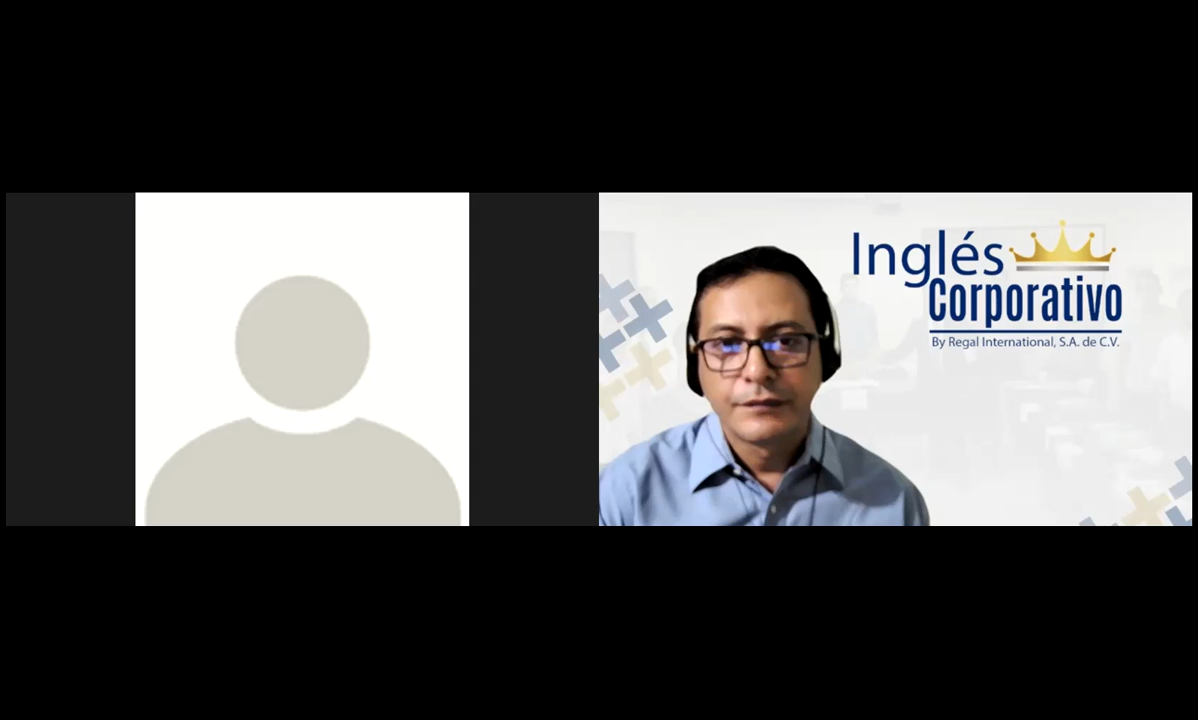 Inglés
Corporativo
By Regal International, S.A. de C.V.